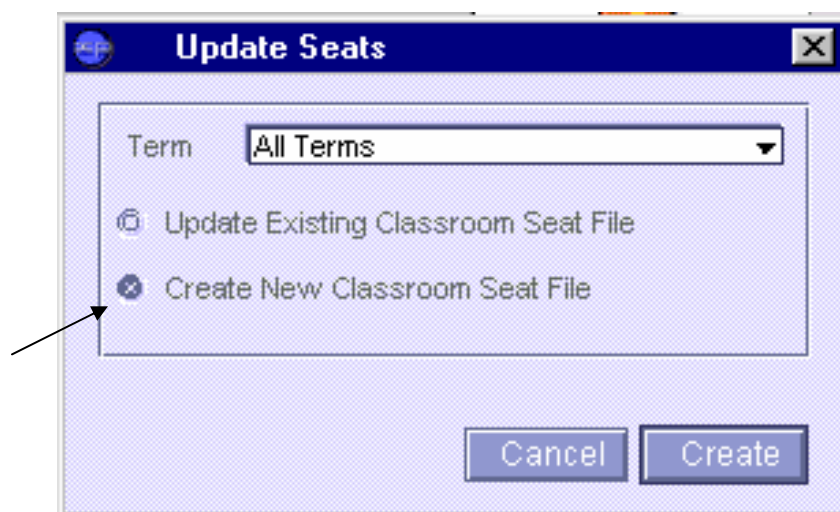 Update Seats
Term All Terms
Update Existing Classroom Seat File
Create New Classroom Seat File
Cancel Create